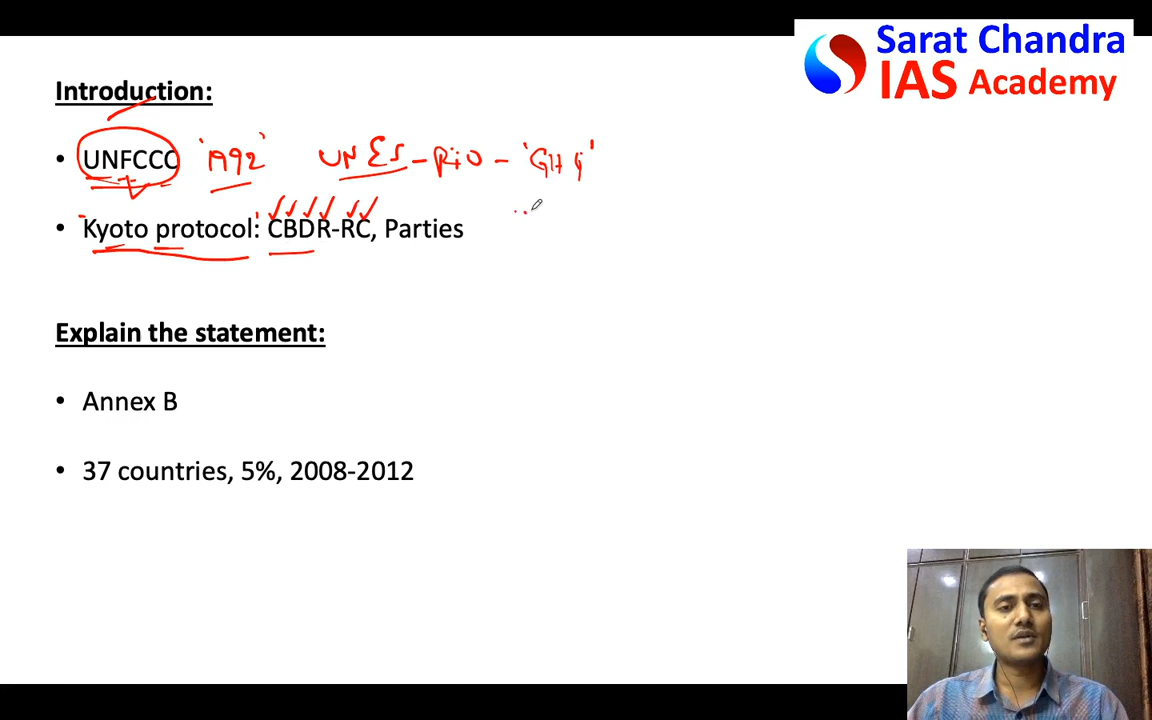 Sarat Chandra
IAS Academy
Introduction:
• UNFCCC '1992' UNES - RIO - 'GHG'
• Kyoto protocol: CBDR-RC, Parties
Explain the statement:
• Annex B
• 37 countries, 5%, 2008-2012